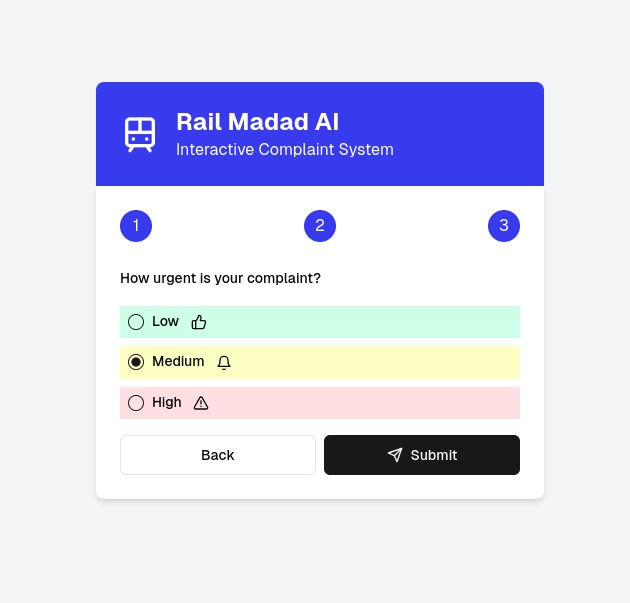 Rail Madad AI
Interactive Complaint System
1 2 3
How urgent is your complaint?
Low
Medium
High
Back Submit